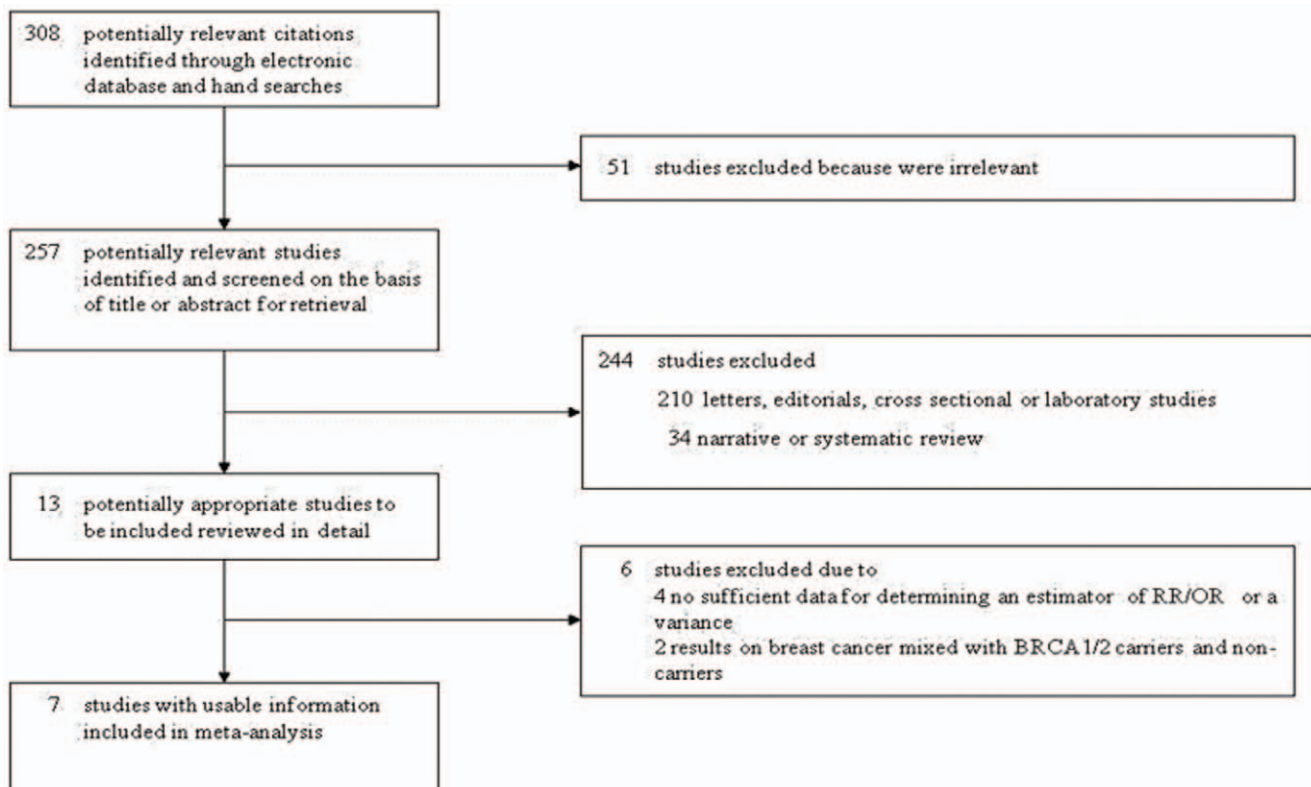 308 potentially relevant citations
identified through electronic
database and hand searches
51 studies excluded because were irrelevant
257 potentially relevant studies
identified and screened on the basis
of title or abstract for retrieval
244 studies excluded
210 letters, editorials, cross sectional or laboratory studies
34 narrative or systematic review
13 potentially appropriate studies to
be included reviewed in detail
6 studies excluded due to
4 no sufficient data for determining an estimator of RR/OR or a
variance
2 results on breast cancer mixed with BRCA1/2 carriers and non-
carriers
7 studies with usable information
included in meta-analysis